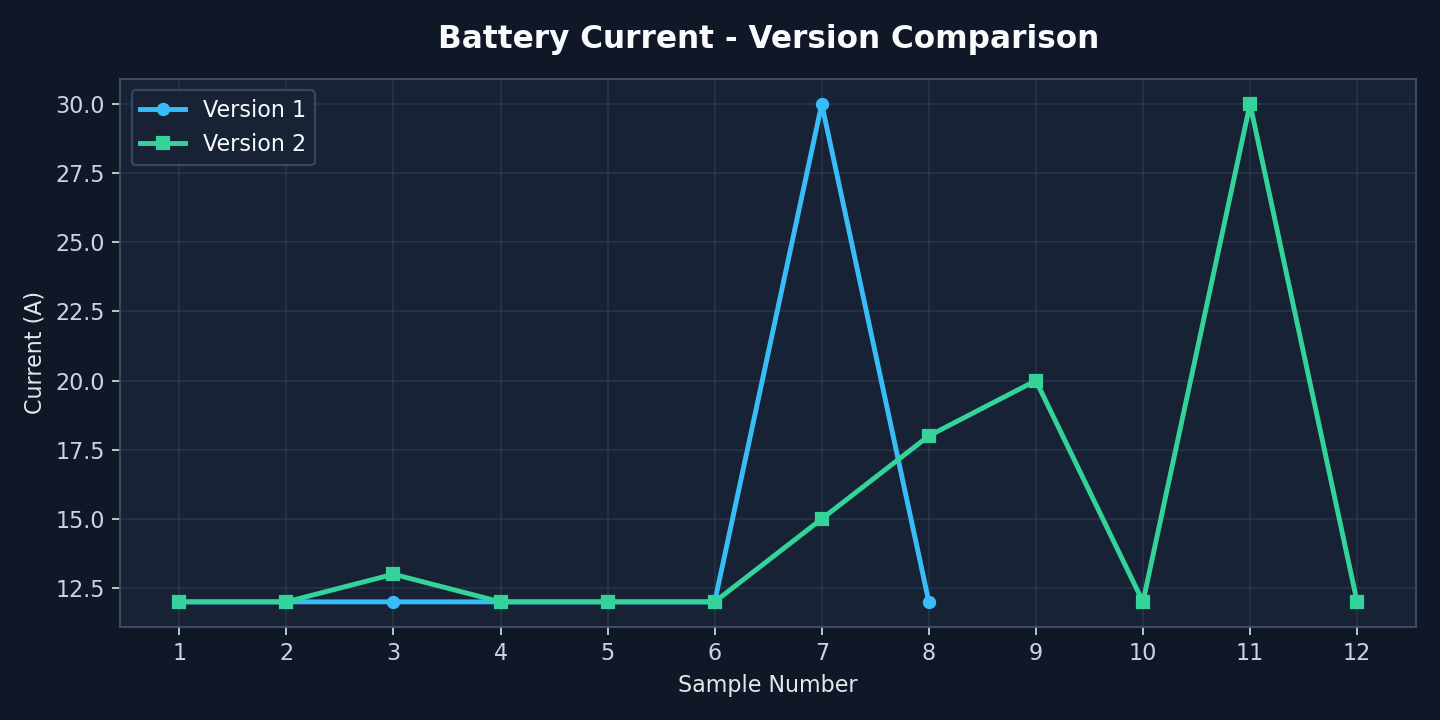 Battery Current - Version Comparison
Version 1
Version 2
30.0
27.5
25.0
22.5
20.0
17.5
15.0
12.5
Current (A)
1 2 3 4 5 6 7 8 9 10 11 12
Sample Number